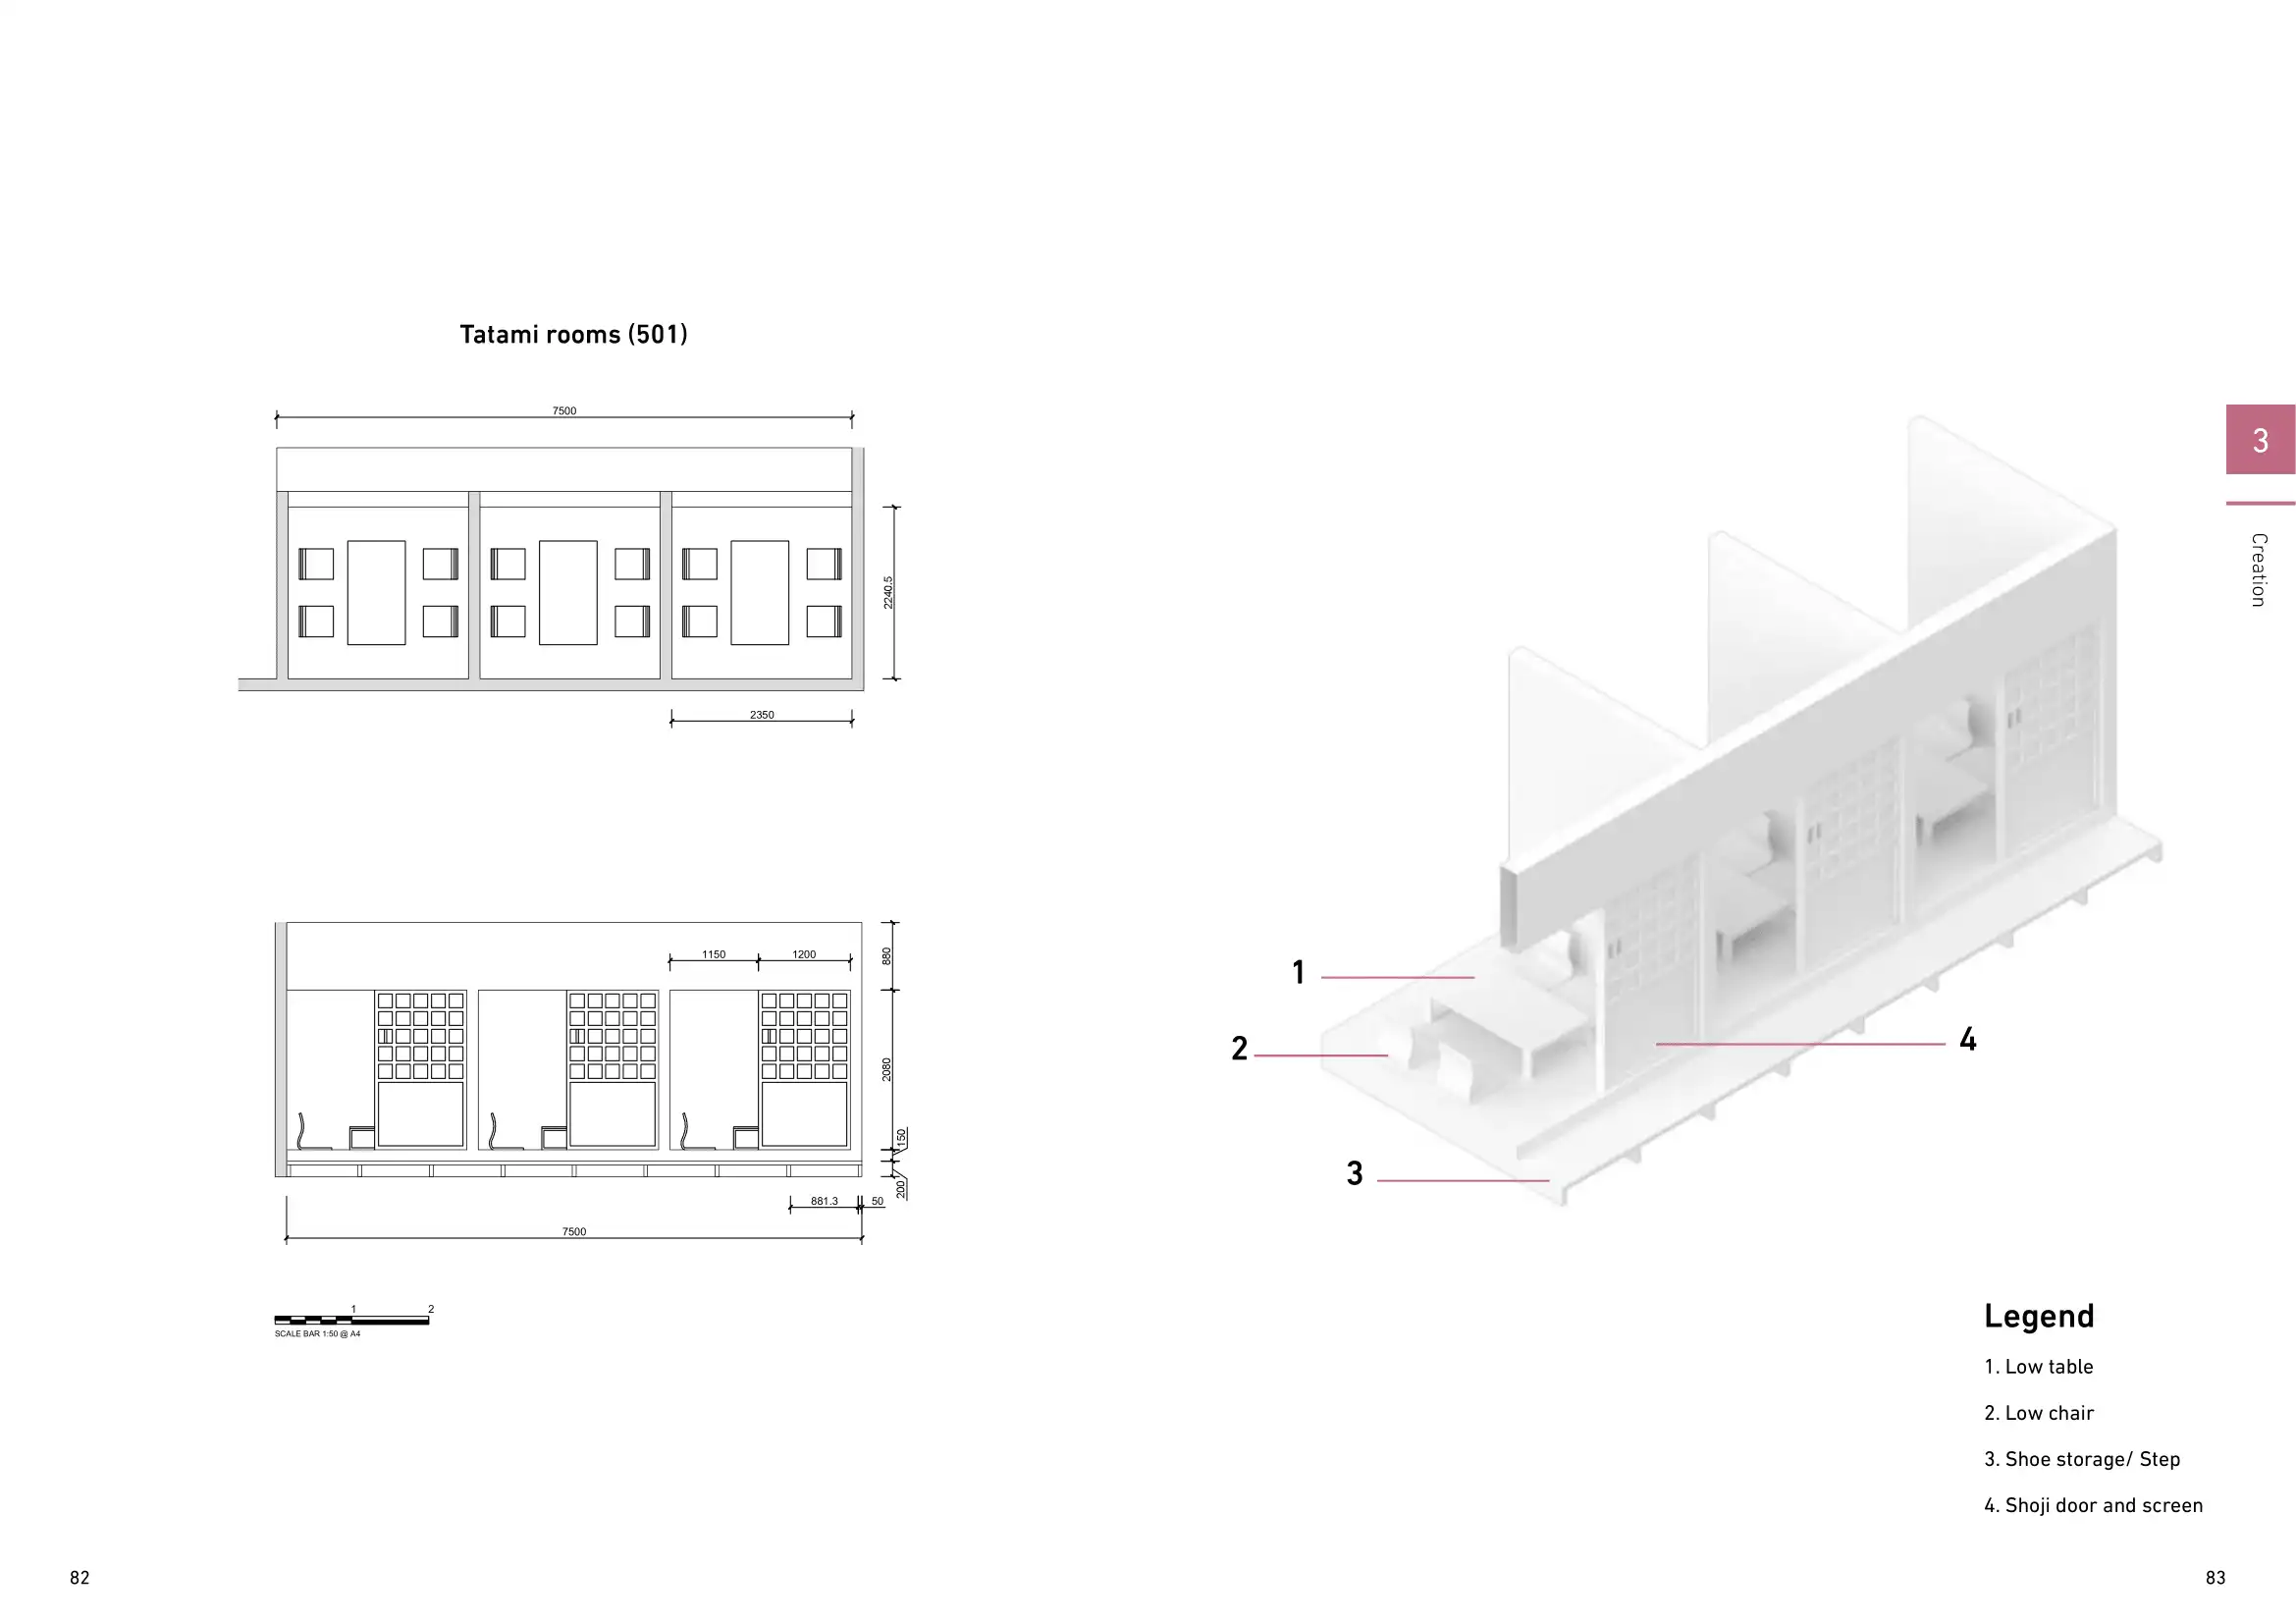 Tatami rooms (501)
7500
2240.5
2350
1150
1200
880
2080
150
200
881.3
50
7500
1
2
SCALE BAR 1:50 @ A4
82
3
Creation
1
2
3
4
Legend
1. Low table
2. Low chair
3. Shoe storage/ Step
4. Shoji door and screen
83